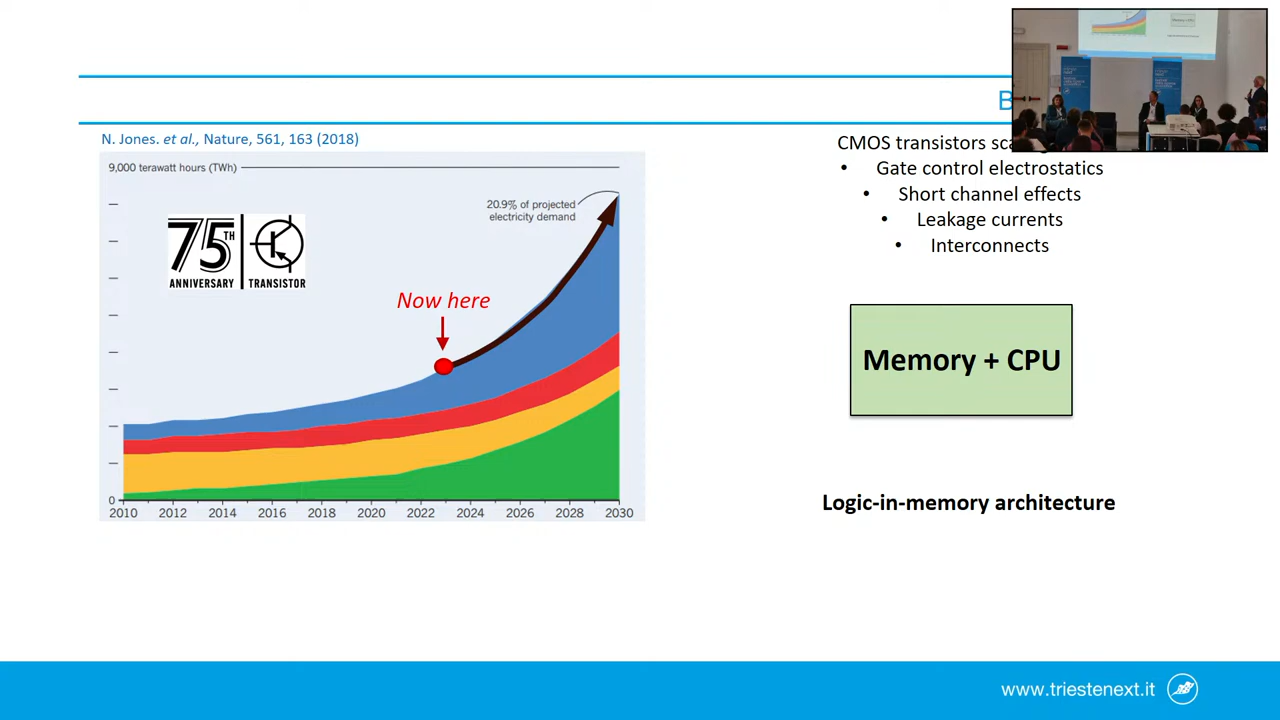 B
N. Jones. et al., Nature, 561, 163 (2018)
9,000 terawatt hours (TWh)
20.9% of projected
electricity demand
75TH
ANNIVERSARY | TRANSISTOR
Now here
0
2010 2012 2014 2016 2018 2020 2022 2024 2026 2028 2030
CMOS transistors
• Gate control electrostatics
• Short channel effects
• Leakage currents
• Interconnects
Memory + CPU
Logic-in-memory architecture
www.triestenext.it